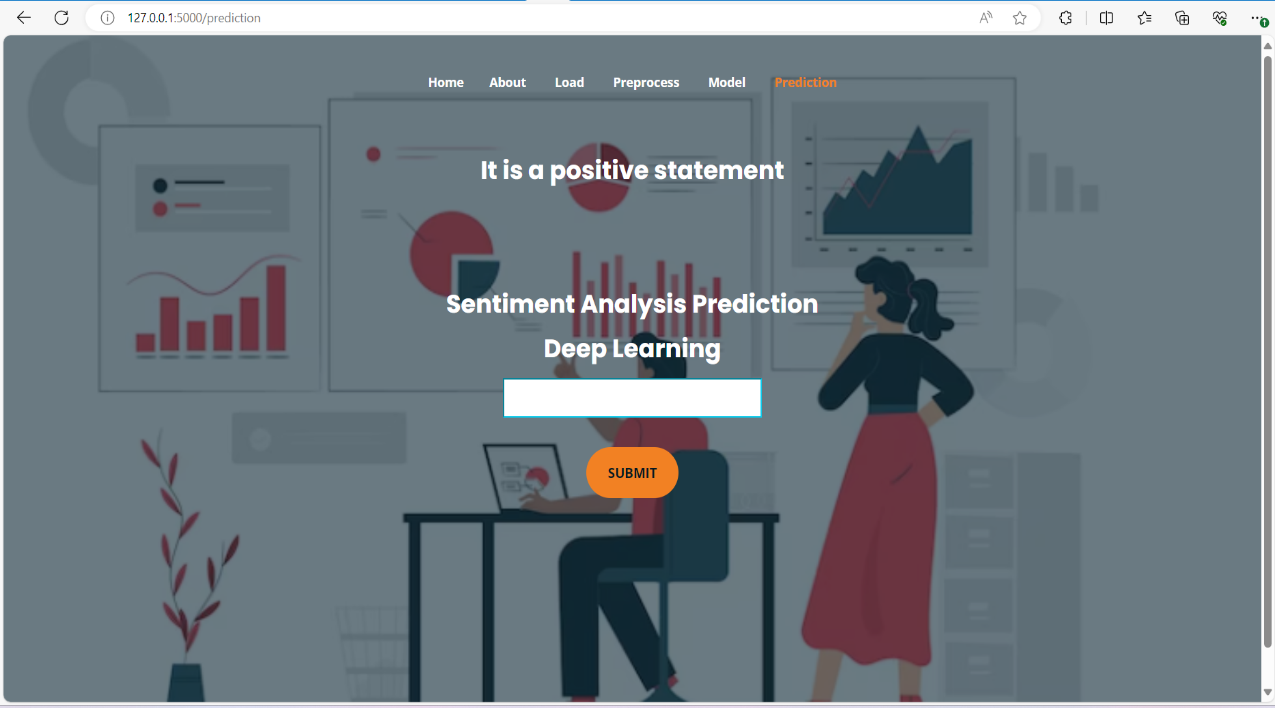 127.0.0.1:5000/prediction
Home About Load Preprocess Model Prediction
It is a positive statement
Sentiment Analysis Prediction
Deep Learning
SUBMIT